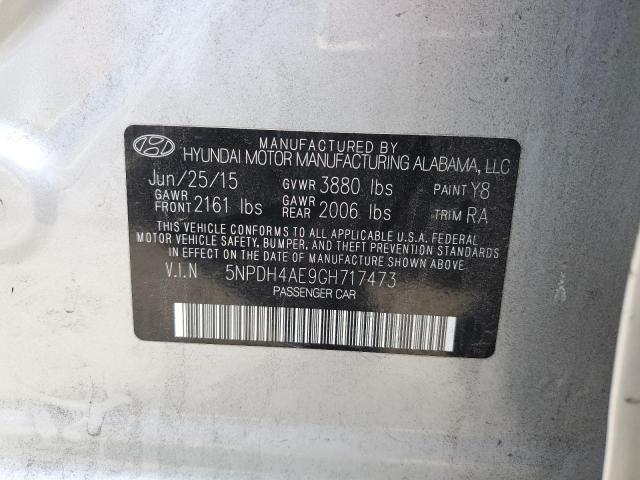 MANUFACTURED BY
HYUNDAI MOTOR MANUFACTURING ALABAMA, LLC
Jun/25/15 GVWR 3880 lbs PAINT Y8
GAWR FRONT 2161 lbs GAWR REAR 2006 lbs TRIM RA
THIS VEHICLE CONFORMS TO ALL APPLICABLE U.S.A. FEDERAL
MOTOR VEHICLE SAFETY, BUMPER, AND THEFT PREVENTION STANDARDS
IN EFFECT ON THE DATE OF MANUFACTURE SHOWN ABOVE.
V.I.N 5NPDH4AE9GH717473
PASSENGER CAR